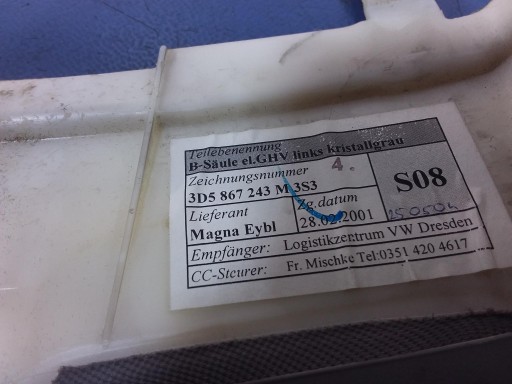 Teilebenennung
B-Säule el.GHV links kristallgrau
Zeichnungsnummer 4.
3D5 867 243 M 3S3
S08
Lieferant Zg.datum
Magna Eybl 28.02.2001
Empfänger: Logistikzentrum VW Dresden
CC-Steurer: Fr. Mischke Tel:0351 420 4617